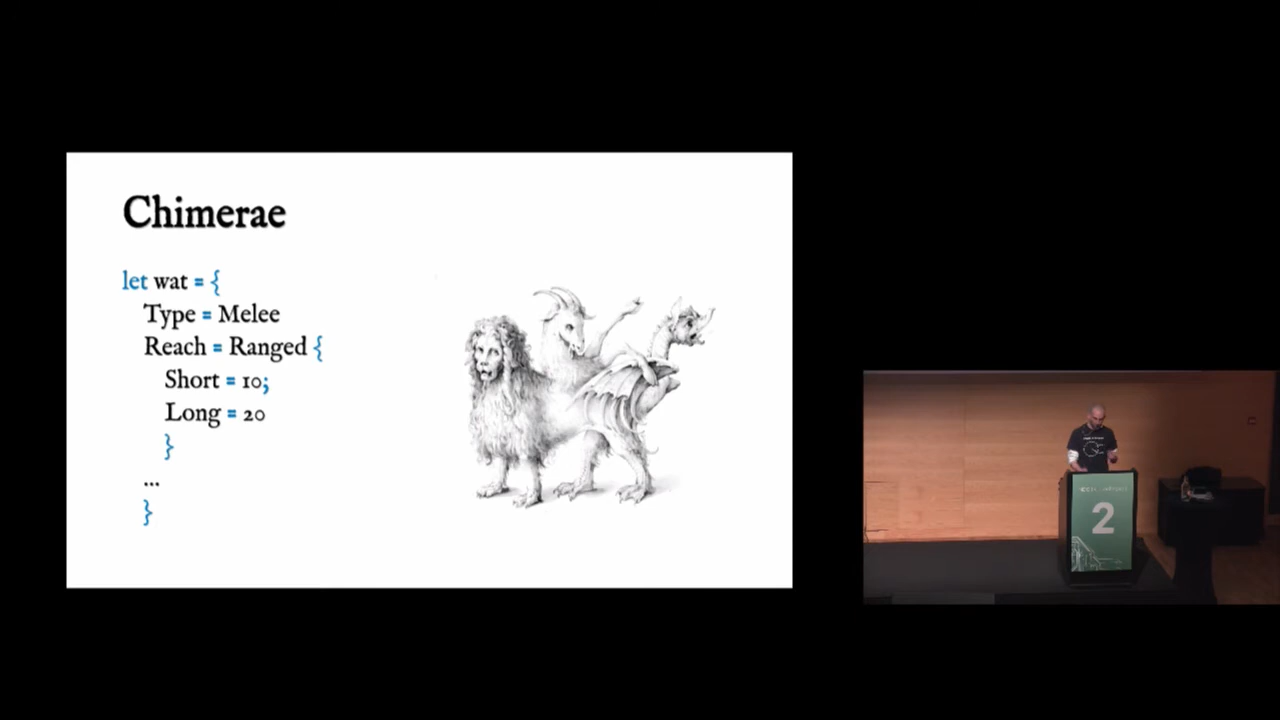 Chimerae
let wat = {
Type = Melee
Reach = Ranged {
Short = 10;
Long = 20
}
...
}
2